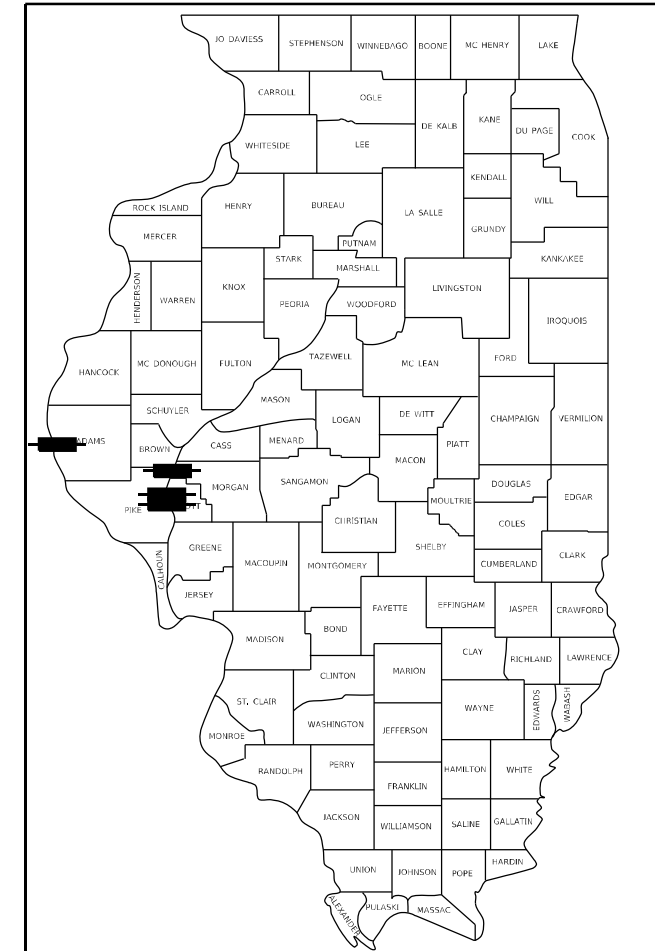 JO DAVIESS
STEPHENSON
WINNEBAGO
BOONE
MC HENRY
LAKE
CARROLL
OGLE
DE KALB
KANE
DU PAGE
COOK
WHITESIDE
LEE
KENDALL
WILL
ROCK ISLAND
HENRY
BUREAU
LA SALLE
GRUNDY
MERCER
PUTNAM
KANKAKEE
STARK
MARSHALL
HENDERSON
WARREN
KNOX
PEORIA
WOODFORD
LIVINGSTON
IROQUOIS
HANCOCK
MC DONOUGH
FULTON
TAZEWELL
MC LEAN
FORD
MASON
SCHUYLER
LOGAN
DE WITT
CHAMPAIGN
VERMILION
ADAMS
BROWN
CASS
MENARD
PIATT
MACON
MORGAN
SANGAMON
DOUGLAS
EDGAR
PIKE
MOULTRIE
CHRISTIAN
COLES
GREENE
SHELBY
CLARK
CALHOUN
MACOUPIN
MONTGOMERY
CUMBERLAND
JERSEY
FAYETTE
EFFINGHAM
JASPER
CRAWFORD
MADISON
BOND
CLAY
RICHLAND
LAWRENCE
CLINTON
MARION
ST. CLAIR
WAYNE
EDWARDS
WABASH
WASHINGTON
JEFFERSON
MONROE
RANDOLPH
PERRY
HAMILTON
WHITE
FRANKLIN
JACKSON
WILLIAMSON
SALINE
GALLATIN
UNION
JOHNSON
POPE
HARDIN
ALEXANDER
PULASKI
MASSAC